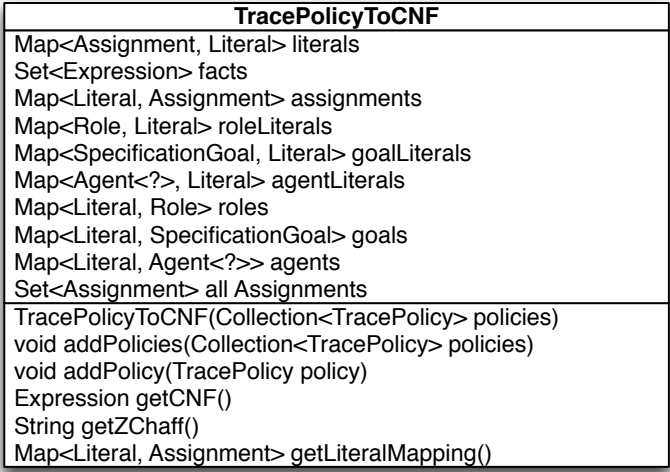 TracePolicyToCNF
Map<Assignment, Literal> literals
Set<Expression> facts
Map<Literal, Assignment> assignments
Map<Role, Literal> roleLiterals
Map<SpecificationGoal, Literal> goalLiterals
Map<Agent<?>, Literal> agentLiterals
Map<Literal, Role> roles
Map<Literal, SpecificationGoal> goals
Map<Literal, Agent<?>> agents
Set<Assignment> all Assignments
TracePolicyToCNF(Collection<TracePolicy> policies)
void addPolicies(Collection<TracePolicy> policies)
void addPolicy(TracePolicy policy)
Expression getCNF()
String getZChaff()
Map<Literal, Assignment> getLiteralMapping()